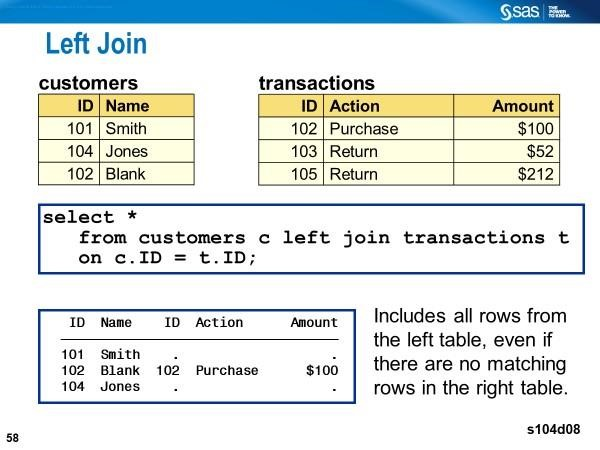 sas THE POWER TO KNOW.
Left Join
customers
ID Name
101 Smith
104 Jones
102 Blank
transactions
ID Action Amount
102 Purchase $100
103 Return $52
105 Return $212
select *
from customers c left join transactions t
on c.ID = t.ID;
ID Name ID Action Amount
101 Smith . .
102 Blank 102 Purchase $100
104 Jones . .
Includes all rows from
the left table, even if
there are no matching
rows in the right table.
58
s104d08